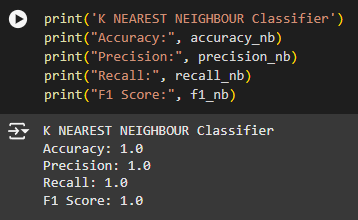 print('K NEAREST NEIGHBOUR Classifier')
print("Accuracy:", accuracy_nb)
print("Precision:", precision_nb)
print("Recall:", recall_nb)
print("F1 Score:", f1_nb)
K NEAREST NEIGHBOUR Classifier
Accuracy: 1.0
Precision: 1.0
Recall: 1.0
F1 Score: 1.0